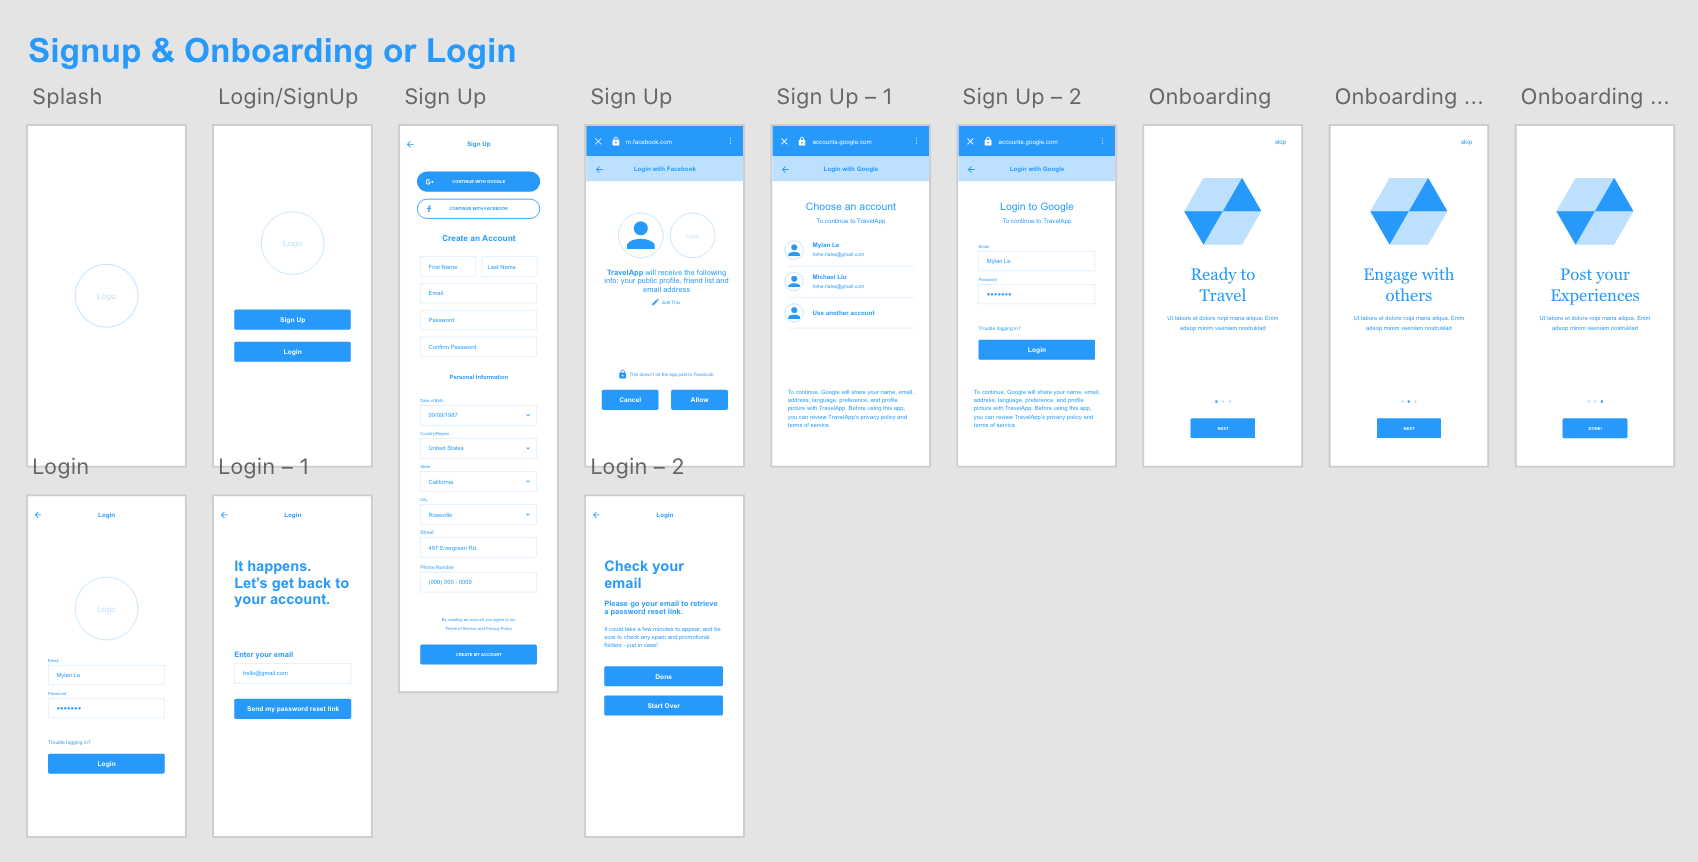 Signup & Onboarding or Login
Splash
Logo
Login/SignUp
Logo
Sign Up
Login
Sign Up
Sign Up
CONTINUE WITH GOOGLE
CONTINUE WITH FACEBOOK
Create an Account
First Name
Last Name
Email
Password
Confirm Password
Personal Information
Date of Birth
09/09/1987
Country/Region
United States
State
California
City
Roseville
Street
497 Evergreen Rd
Phone Number
(000) 000 - 0000
By creating an account you agree to our
Terms of Service and Privacy Policy
CREATE MY ACCOUNT
Sign Up
m.facebook.com
Login with Facebook
Logo
TravelApp will receive the following
info: your public profile, friend list and
email address
Edit This
This doesn't let the app post to Facebook
Cancel
Allow
Sign Up – 1
accounts.google.com
Login with Google
Choose an account
To continue to TravelApp
Mylan Le
hehe.haha@gmail.com
Michael Liu
hehe.haha@gmail.com
Use another account
To continue, Google will share your name, email,
address, language, preference, and profile
picture with TravelApp. Before using this app,
you can review TravelApp's privacy policy and
terms of service
Sign Up – 2
accounts.google.com
Login with Google
Login to Google
To continue to TravelApp
Email
Mylan Le
Password
•••••••
Trouble logging in?
Login
To continue, Google will share your name, email,
address, language, preference, and profile
picture with TravelApp. Before using this app,
you can review TravelApp's privacy policy and
terms of service
Onboarding
skip
Ready to
Travel
Ut labore et dolore roipi mana aliqua. Enim
adeop minim veeniam nostruklad
NEXT
Onboarding ...
skip
Engage with
others
Ut labore et dolore roipi mana aliqua. Enim
adeop minim veeniam nostruklad
NEXT
Onboarding ...
Post your
Experiences
Ut labore et dolore roipi mana aliqua. Enim
adeop minim veeniam nostruklad
DONE!
Login
Login
Logo
Email
Mylan Le
Password
•••••••
Trouble logging in?
Login
Login – 1
Login
It happens.
Let's get back to
your account.
Enter your email
hello@gmail.com
Send my password reset link
Login – 2
Login
Check your
email
Please go your email to retrieve
a password reset link.
It could take a few minutes to appear, and be
sure to check any spam and promotional
folders - just in case!
Done
Start Over